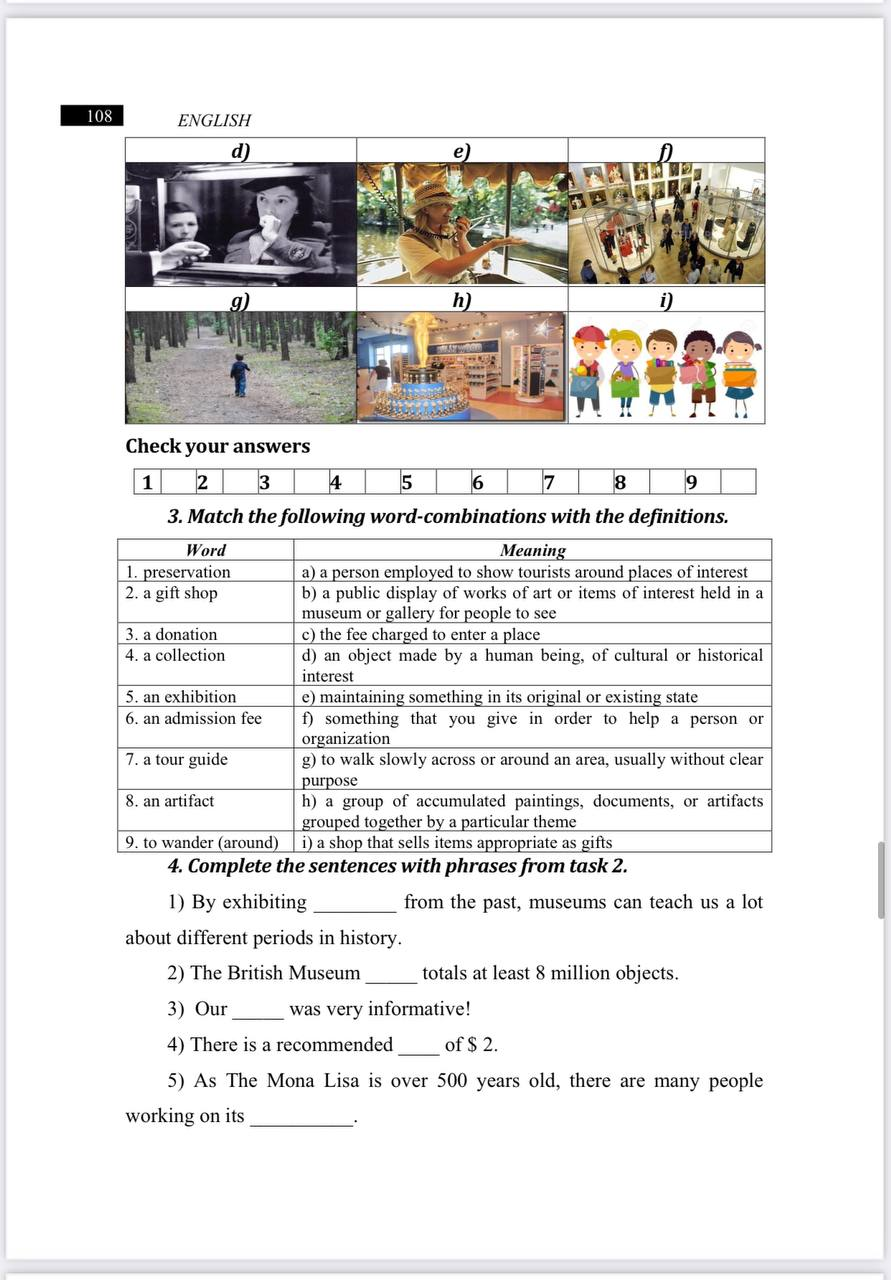 108
ENGLISH
d) e) f)
g) h) i)
Check your answers
1 2 3 4 5 6 7 8 9
3. Match the following word-combinations with the definitions.
Word Meaning
1. preservation a) a person employed to show tourists around places of interest
2. a gift shop b) a public display of works of art or items of interest held in a
museum or gallery for people to see
3. a donation c) the fee charged to enter a place
4. a collection d) an object made by a human being, of cultural or historical
interest
5. an exhibition e) maintaining something in its original or existing state
6. an admission fee f) something that you give in order to help a person or
organization
7. a tour guide g) to walk slowly across or around an area, usually without clear
purpose
8. an artifact h) a group of accumulated paintings, documents, or artifacts
grouped together by a particular theme
9. to wander (around) i) a shop that sells items appropriate as gifts
4. Complete the sentences with phrases from task 2.
1) By exhibiting ________ from the past, museums can teach us a lot
about different periods in history.
2) The British Museum _____ totals at least 8 million objects.
3) Our _____ was very informative!
4) There is a recommended ____ of $ 2.
5) As The Mona Lisa is over 500 years old, there are many people
working on its __________.